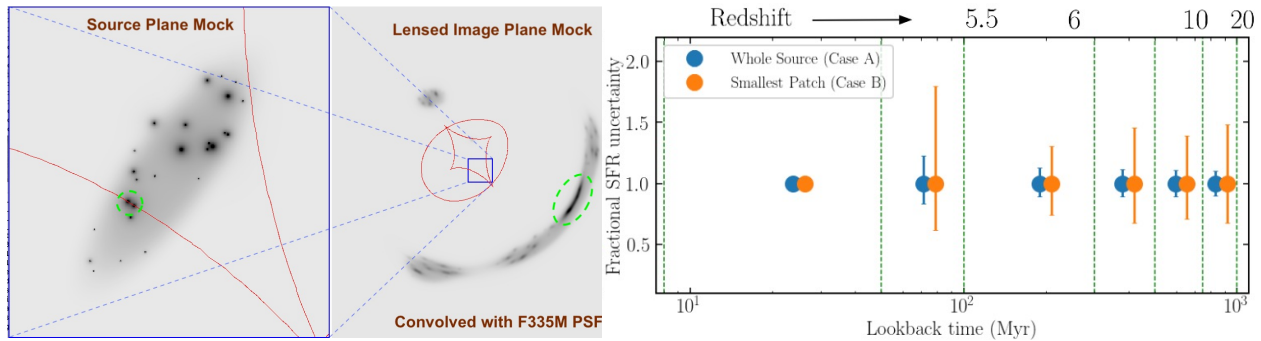 Source Plane Mock
Lensed Image Plane Mock
Convolved with F335M PSF
Redshift
5.5 6 10 20
Whole Source (Case A)
Smallest Patch (Case B)
Fractional SFR uncertainty
2.0
1.5
1.0
0.5
10¹ 10² 10³
Lookback time (Myr)